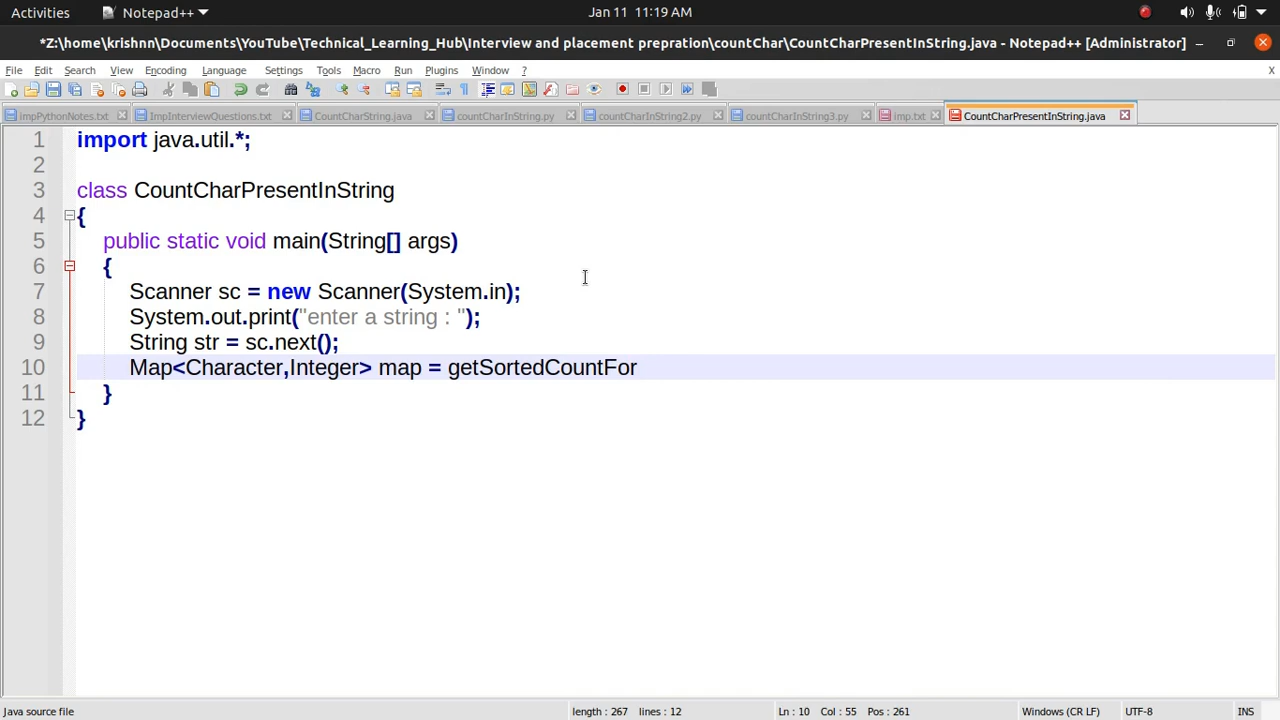 Activities Notepad++ Jan 11 11:19 AM
*Z:\home\krishnn\Documents\YouTube\Technical_Learning_Hub\Interview and placement prepration\countChar\CountCharPresentInString.java - Notepad++ [Administrator]
File Edit Search View Encoding Language Settings Tools Macro Run Plugins Window ? X
impPythonNotes.txt ImpInterviewQuestions.txt CountCharString.java countCharInString.py countCharInString2.py countCharInString3.py imp.txt CountCharPresentInString.java
1 import java.util.*;
2
3 class CountCharPresentInString
4 {
5 public static void main(String[] args)
6 {
7 Scanner sc = new Scanner(System.in);
8 System.out.print("enter a string : ");
9 String str = sc.next();
10 Map<Character,Integer> map = getSortedCountFor
11 }
12 }
Java source file length : 267 lines : 12 Ln : 10 Col : 55 Pos : 261 Windows (CR LF) UTF-8 INS